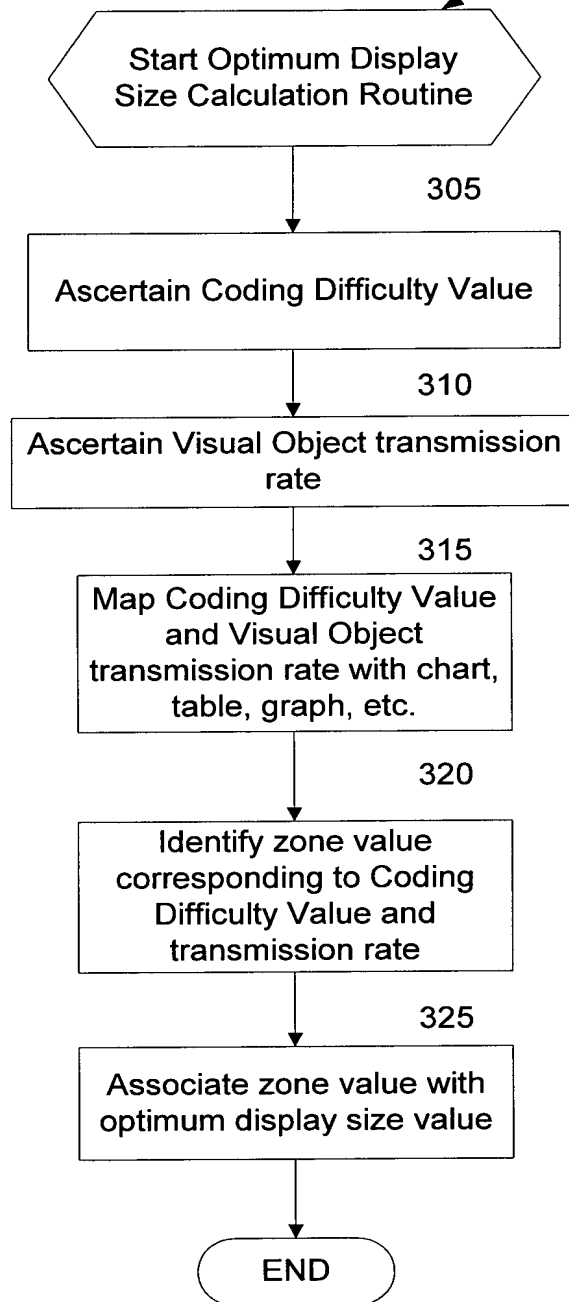 Start Optimum Display
Size Calculation Routine
305
Ascertain Coding Difficulty Value
310
Ascertain Visual Object transmission
rate
315
Map Coding Difficulty Value
and Visual Object
transmission rate with chart,
table, graph, etc.
320
Identify zone value
corresponding to Coding
Difficulty Value and
transmission rate
325
Associate zone value with
optimum display size value
END